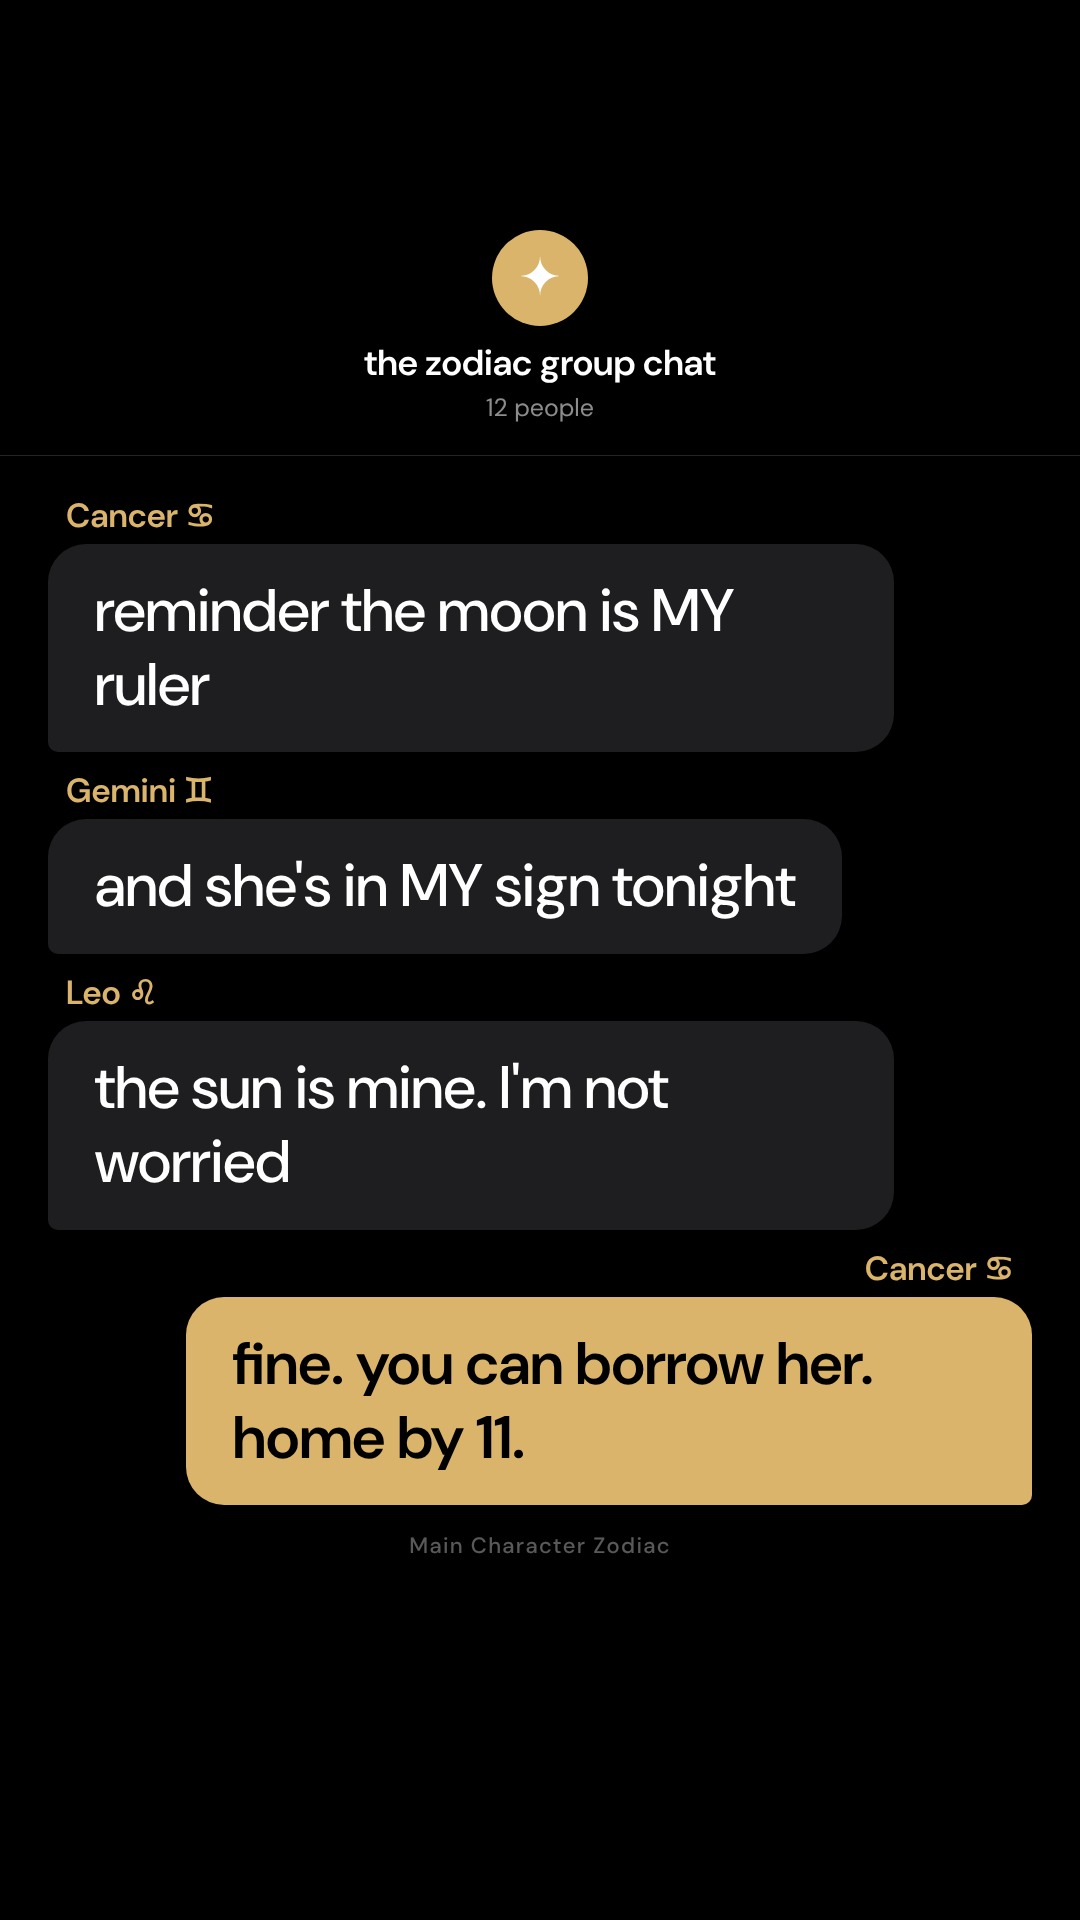 the zodiac group chat
12 people
Cancer ♋︎
reminder the moon is MY
ruler
Gemini ♊︎
and she's in MY sign tonight
Leo ♌︎
the sun is mine. I'm not
worried
Cancer ♋︎
fine. you can borrow her.
home by 11.
Main Character Zodiac